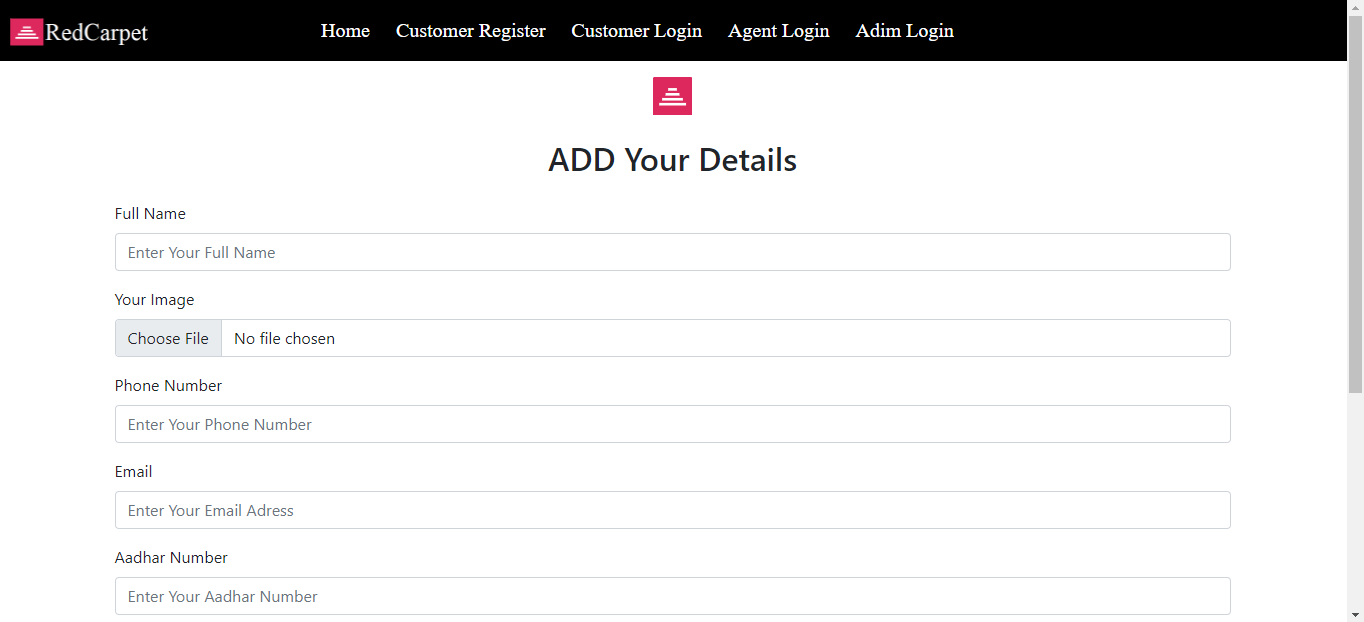 RedCarpet Home Customer Register Customer Login Agent Login Adim Login
ADD Your Details
Full Name
Enter Your Full Name
Your Image
Choose File No file chosen
Phone Number
Enter Your Phone Number
Email
Enter Your Email Adress
Aadhar Number
Enter Your Aadhar Number